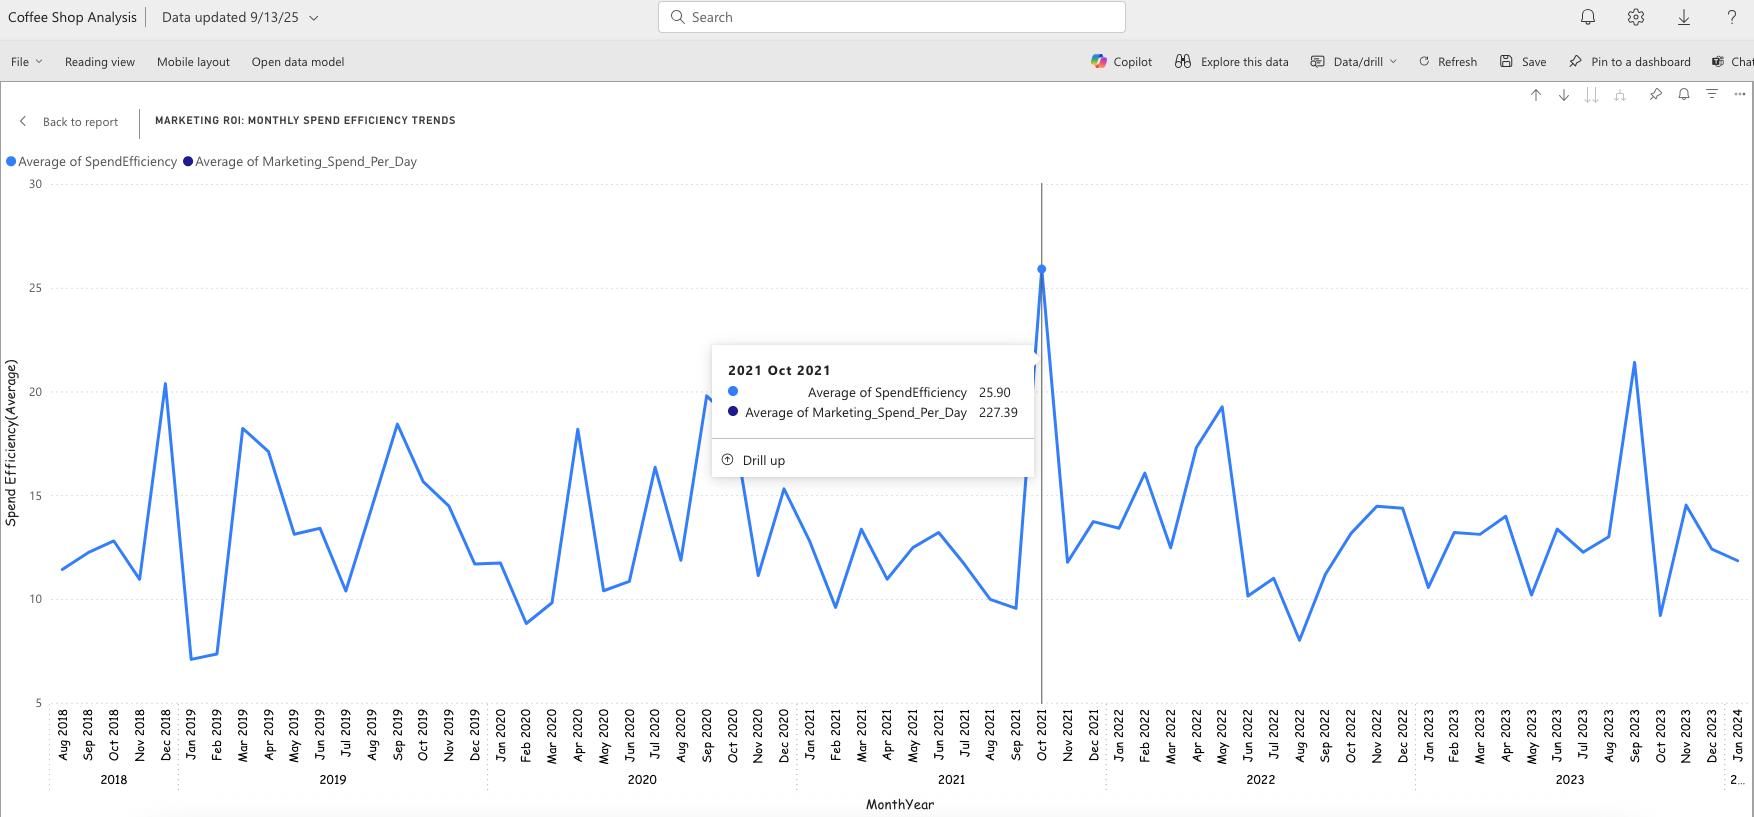 Coffee Shop Analysis Data updated 9/13/25 Search ?
File Reading view Mobile layout Open data model Copilot Explore this data Data/drill Refresh Save Pin to a dashboard Chat
Back to report MARKETING ROI: MONTHLY SPEND EFFICIENCY TRENDS
Average of SpendEfficiency Average of Marketing_Spend_Per_Day
30
25
20
15
10
5
Spend Efficiency(Average)
2021 Oct 2021
Average of SpendEfficiency 25.90
Average of Marketing_Spend_Per_Day 227.39
Drill up
Aug 2018
Sep 2018
Oct 2018
Nov 2018
Dec 2018
Jan 2019
Feb 2019
Mar 2019
Apr 2019
May 2019
Jun 2019
Jul 2019
Aug 2019
Sep 2019
Oct 2019
Nov 2019
Dec 2019
Jan 2020
Feb 2020
Mar 2020
Apr 2020
May 2020
Jun 2020
Jul 2020
Aug 2020
Sep 2020
Oct 2020
Nov 2020
Dec 2020
Jan 2021
Feb 2021
Mar 2021
Apr 2021
May 2021
Jun 2021
Jul 2021
Aug 2021
Sep 2021
Oct 2021
Nov 2021
Dec 2021
Jan 2022
Feb 2022
Mar 2022
Apr 2022
May 2022
Jun 2022
Jul 2022
Aug 2022
Sep 2022
Oct 2022
Nov 2022
Dec 2022
Jan 2023
Feb 2023
Mar 2023
Apr 2023
May 2023
Jun 2023
Jul 2023
Aug 2023
Sep 2023
Oct 2023
Nov 2023
Dec 2023
Jan 2024
2018 2019 2020 2021 2022 2023 2...
MonthYear